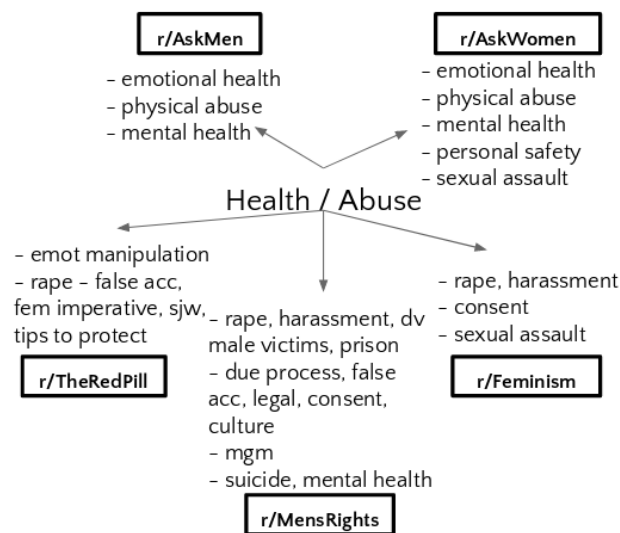 r/AskMen
– emotional health
– physical abuse
– mental health
r/AskWomen
– emotional health
– physical abuse
– mental health
– personal safety
– sexual assault
Health / Abuse
– emot manipulation
– rape – false acc,
fem imperative, sjw,
tips to protect
r/TheRedPill
– rape, harassment, dv
male victims, prison
– due process, false
acc, legal, consent,
culture
– mgm
– suicide, mental health
r/MensRights
– rape, harassment
– consent
– sexual assault
r/Feminism